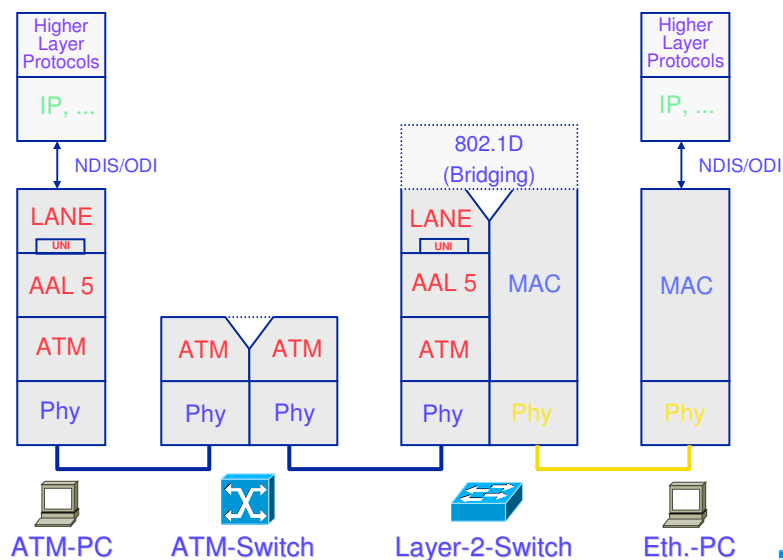 Higher
Layer
Protocols
IP, ...
NDIS/ODI
LANE
UNI
AAL 5
ATM
Phy
ATM-PC
ATM
ATM
Phy
Phy
ATM-Switch
802.1D
(Bridging)
LANE
UNI
AAL 5
MAC
ATM
Phy
Phy
Layer-2-Switch
Higher
Layer
Protocols
IP, ...
NDIS/ODI
MAC
Phy
Eth.-PC